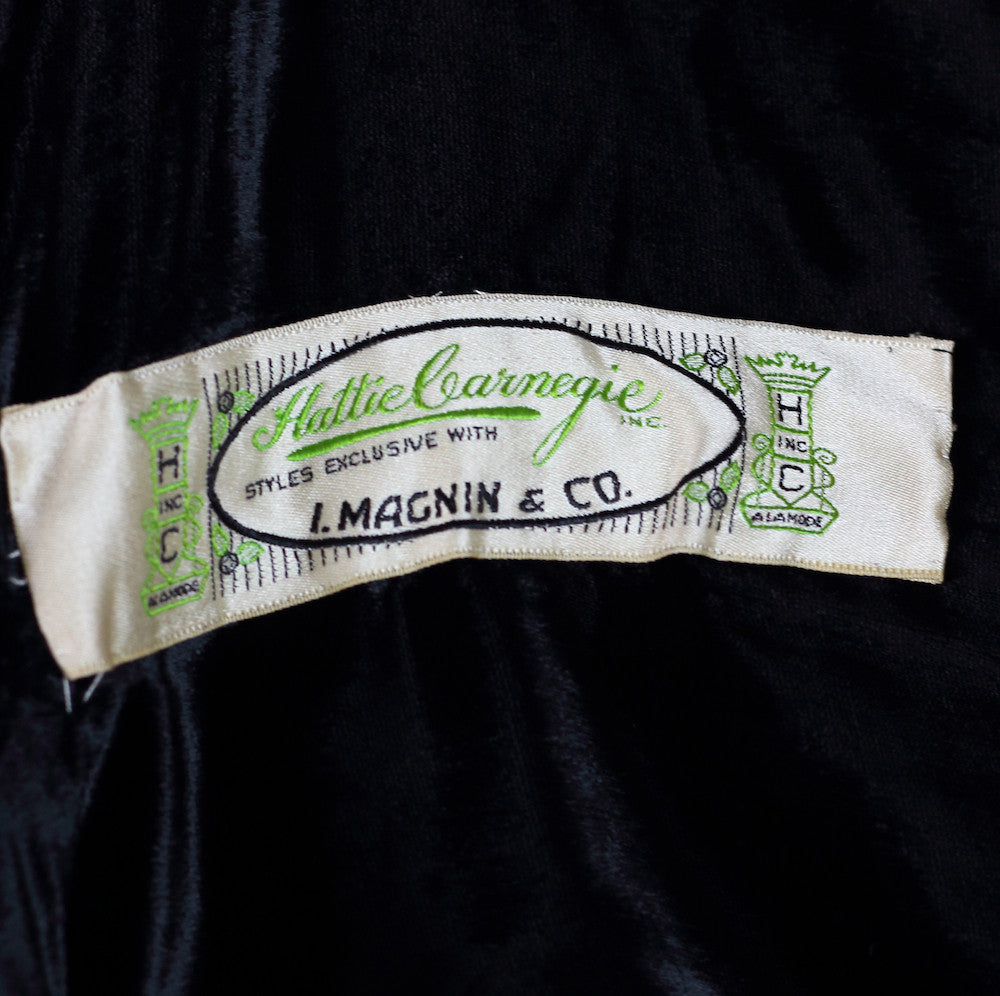 Hattie Carnegie
INC.
STYLES EXCLUSIVE WITH
I. MAGNIN & CO.
H
INC
C
ALAMODE
H
INC
C
ALAMODE